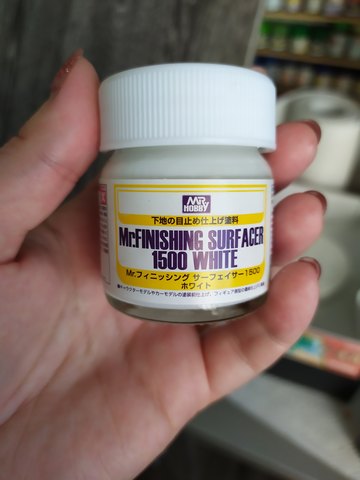 MR
HOBBY
下地の目止め仕上げ塗料
Mr.FINISHING SURFACER
1500 WHITE
Mr.フィニッシング サーフェイサー1500
ホワイト